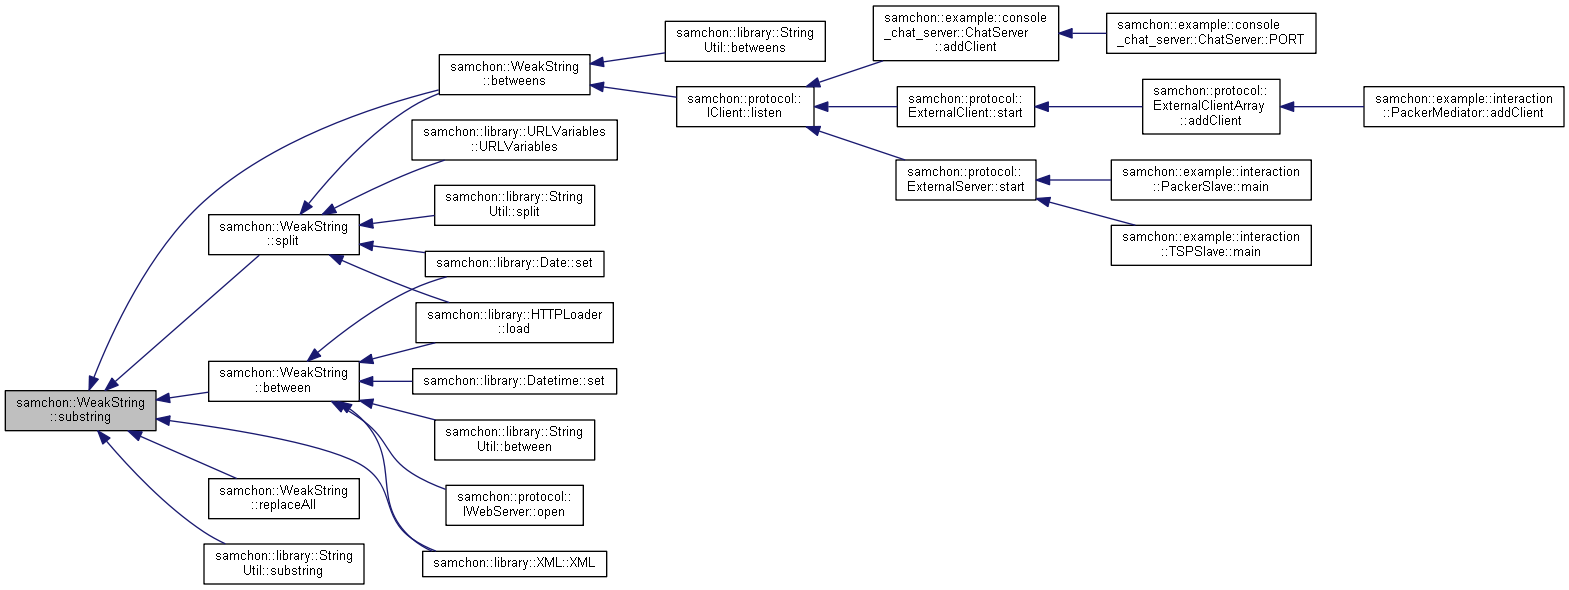 samchon::WeakString
::substring
samchon::WeakString
::betweens
samchon::WeakString
::split
samchon::WeakString
::between
samchon::WeakString
::replaceAll
samchon::library::String
Util::substring
samchon::library::String
Util::betweens
samchon::protocol::
IClient::listen
samchon::library::URLVariables
::URLVariables
samchon::library::String
Util::split
samchon::library::Date::set
samchon::library::HTTPLoader
::load
samchon::library::Datetime::set
samchon::library::String
Util::between
samchon::protocol::
IWebServer::open
samchon::library::XML::XML
samchon::example::console
_chat_server::ChatServer
::addClient
samchon::example::console
_chat_server::ChatServer::PORT
samchon::protocol::
ExternalClient::start
samchon::protocol::
ExternalClientArray
::addClient
samchon::example::interaction
::PackerMediator::addClient
samchon::protocol::
ExternalServer::start
samchon::example::interaction
::PackerSlave::main
samchon::example::interaction
::TSPSlave::main